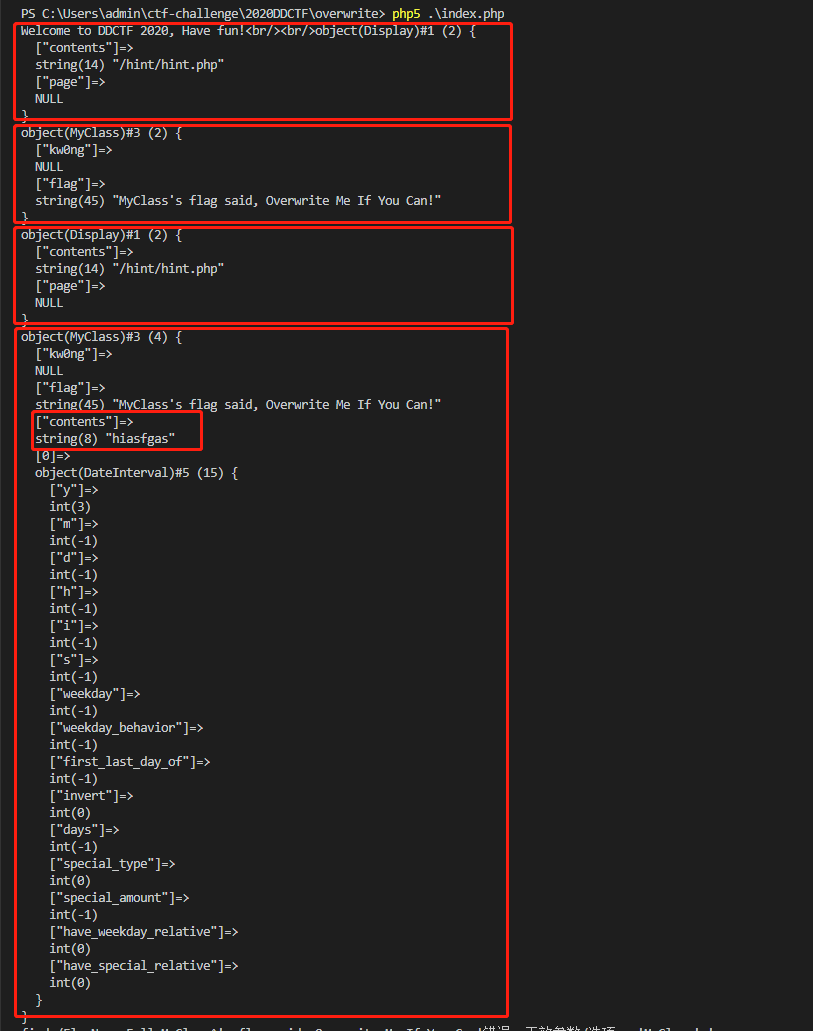 PS C:\Users\admin\ctf-challenge\2020DDCTF\overwrite> php5 .\index.php
Welcome to DDCTF 2020, Have fun!<br/><br/>object(Display)#1 (2) {
["contents"]=>
string(14) "/hint/hint.php"
["page"]=>
NULL
}
object(MyClass)#3 (2) {
["kw0ng"]=>
NULL
["flag"]=>
string(45) "MyClass's flag said, Overwrite Me If You Can!"
}
object(Display)#1 (2) {
["contents"]=>
string(14) "/hint/hint.php"
["page"]=>
NULL
}
object(MyClass)#3 (4) {
["kw0ng"]=>
NULL
["flag"]=>
string(45) "MyClass's flag said, Overwrite Me If You Can!"
["contents"]=>
string(8) "hiasfgas"
[0]=>
object(DateInterval)#5 (15) {
["y"]=>
int(3)
["m"]=>
int(-1)
["d"]=>
int(-1)
["h"]=>
int(-1)
["i"]=>
int(-1)
["s"]=>
int(-1)
["weekday"]=>
int(-1)
["weekday_behavior"]=>
int(-1)
["first_last_day_of"]=>
int(-1)
["invert"]=>
int(0)
["days"]=>
int(-1)
["special_type"]=>
int(0)
["special_amount"]=>
int(-1)
["have_weekday_relative"]=>
int(0)
["have_special_relative"]=>
int(0)
}
}